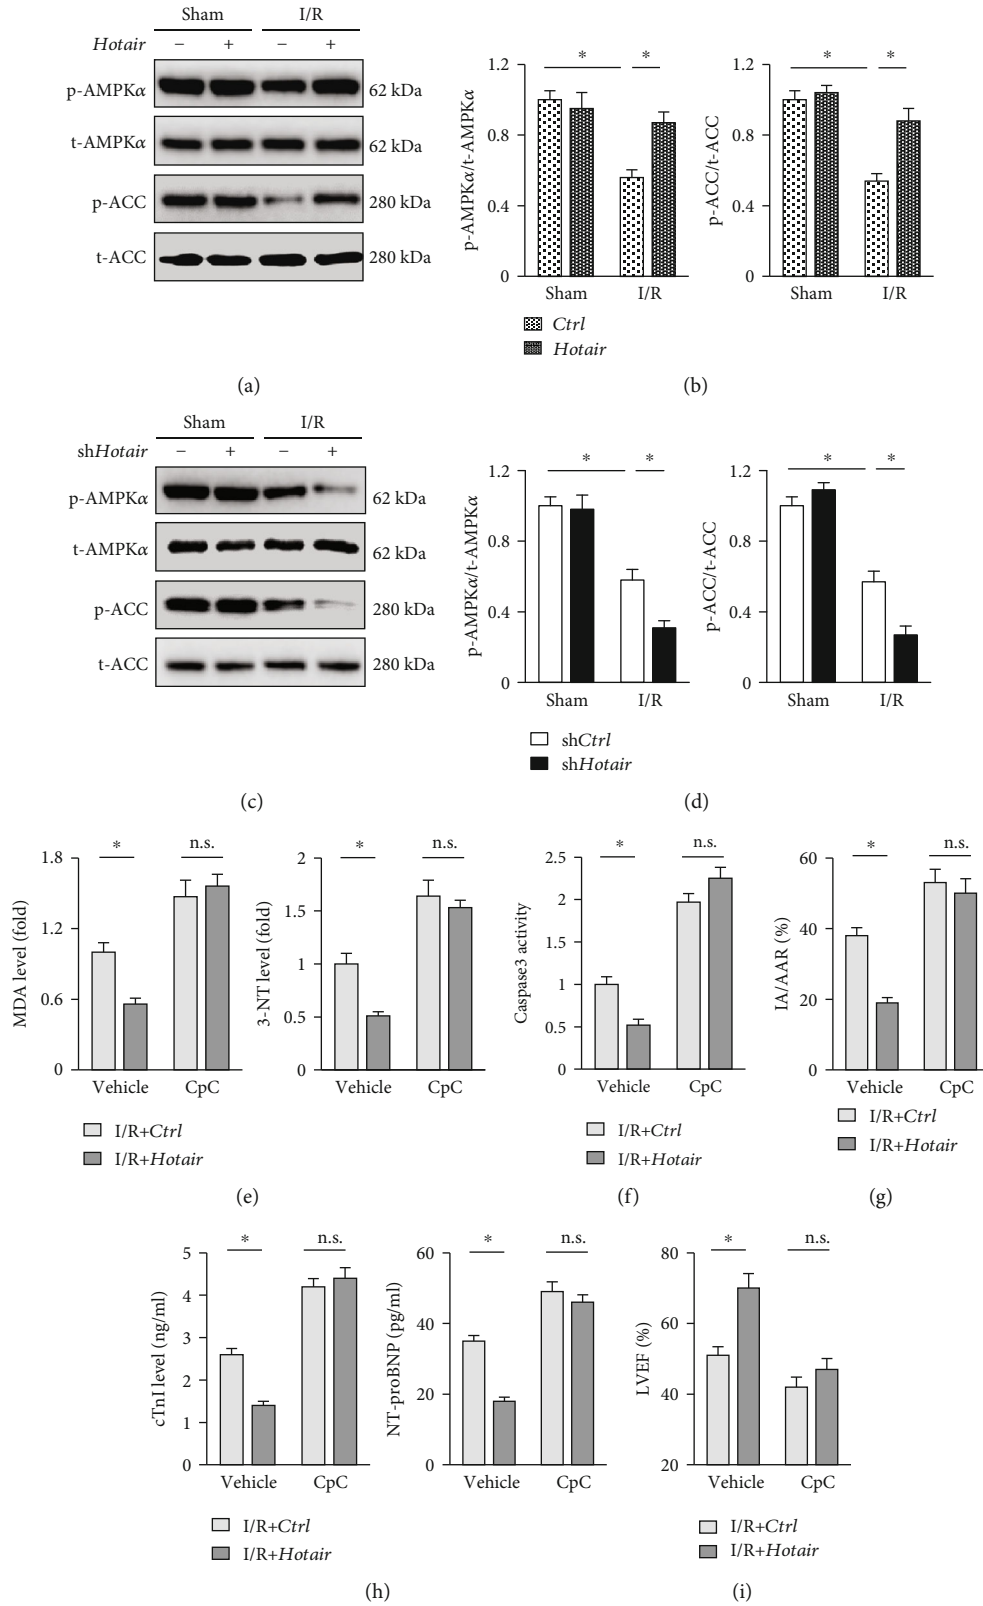 Sham I/R
Hotair − + − +
p-AMPKα 62 kDa
t-AMPKα 62 kDa
p-ACC 280 kDa
t-ACC 280 kDa
(a)
p-AMPKα/t-AMPKα
1.2
0.8
0.4
0
* *
Sham I/R
p-ACC/t-ACC
1.2
0.8
0.4
0
* *
Sham I/R
Ctrl
Hotair
(b)
Sham I/R
shHotair − + − +
p-AMPKα 62 kDa
t-AMPKα 62 kDa
p-ACC 280 kDa
t-ACC 280 kDa
(c)
p-AMPKα/t-AMPKα
1.2
0.8
0.4
0
* *
Sham I/R
p-ACC/t-ACC
1.2
0.8
0.4
0
* *
Sham I/R
shCtrl
shHotair
(d)
MDA level (fold)
1.8
1.2
0.6
0
* n.s.
Vehicle CpC
3-NT level (fold)
2
1.5
1
0.5
0
* n.s.
Vehicle CpC
I/R+Ctrl
I/R+Hotair
(e)
Caspase3 activity
2.5
2
1.5
1
0.5
0
* n.s.
Vehicle CpC
I/R+Ctrl
I/R+Hotair
(f)
IA/AAR (%)
60
40
20
0
* n.s.
Vehicle CpC
I/R+Ctrl
I/R+Hotair
(g)
cTnI level (ng/ml)
5
4
3
2
1
0
* n.s.
Vehicle CpC
NT-proBNP (pg/ml)
60
40
20
0
* n.s.
Vehicle CpC
I/R+Ctrl
I/R+Hotair
(h)
LVEF (%)
80
60
40
20
* n.s.
Vehicle CpC
I/R+Ctrl
I/R+Hotair
(i)